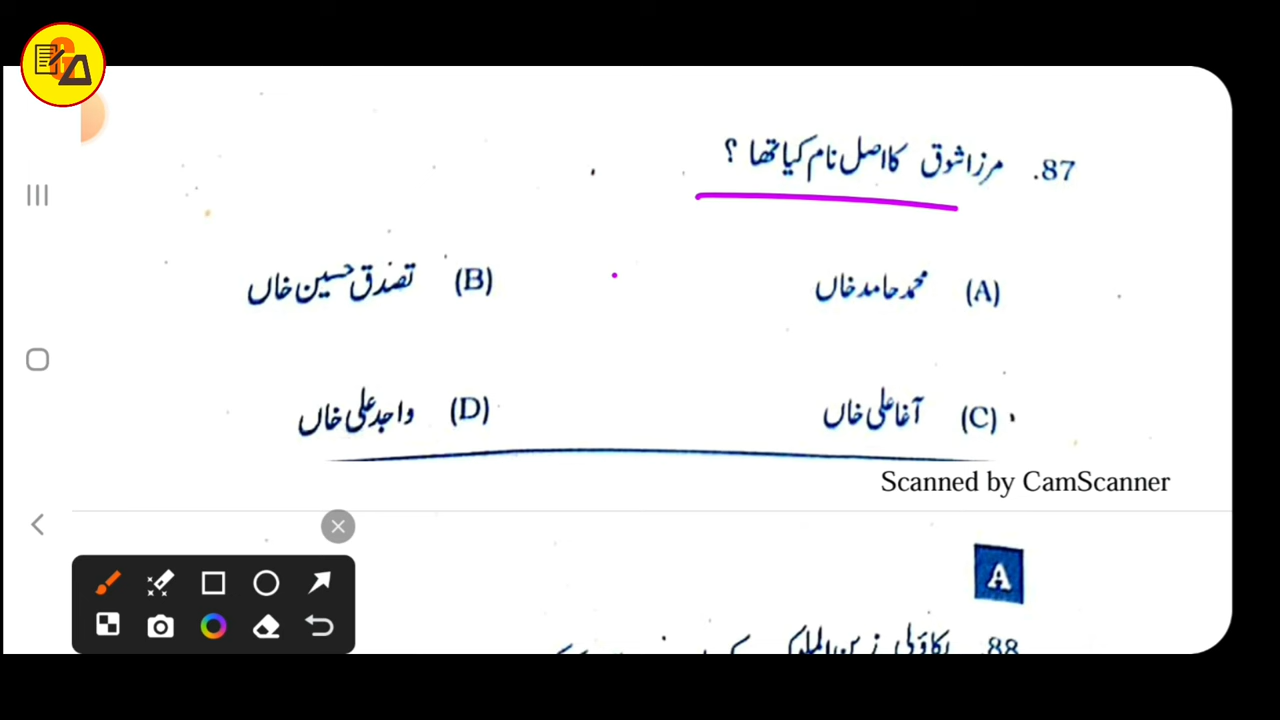 87. مرزا شوق کا اصل نام کیا تھا ؟
(A) محمد حامد خاں (B) تصدق حسین خاں
(C) آغا علی خاں (D) واجد علی خاں
Scanned by CamScanner
A
88.